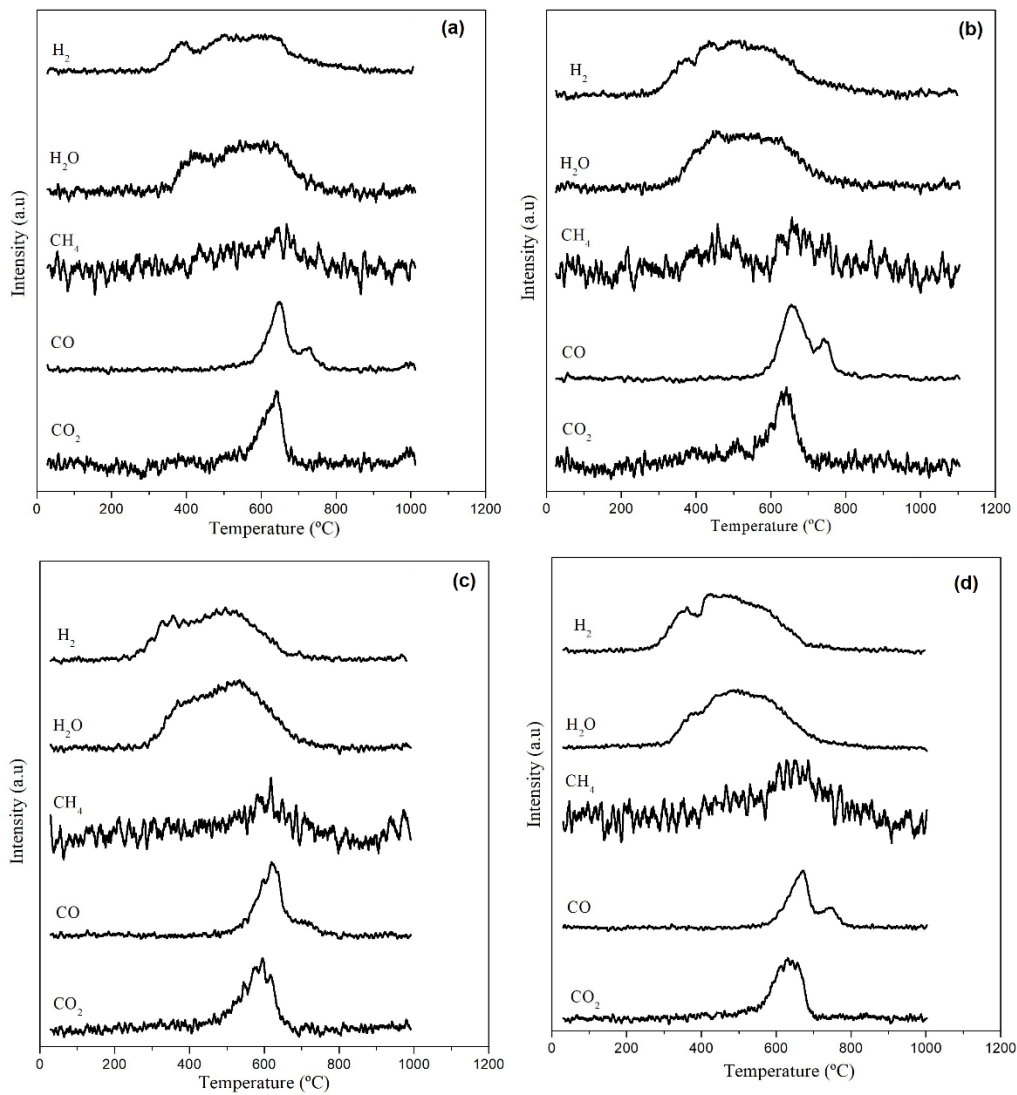 (a)
H2
H2O
CH4
CO
CO2
Intensity (a.u)
0 200 400 600 800 1000 1200
Temperature (ºC)
(b)
H2
H2O
CH4
CO
CO2
Intensity (a.u)
0 200 400 600 800 1000 1200
Temperature (ºC)
(c)
H2
H2O
CH4
CO
CO2
Intensity (a.u)
0 200 400 600 800 1000 1200
Temperature (ºC)
(d)
H2
H2O
CH4
CO
CO2
Intensity (a.u)
0 200 400 600 800 1000 1200
Temperature (ºC)